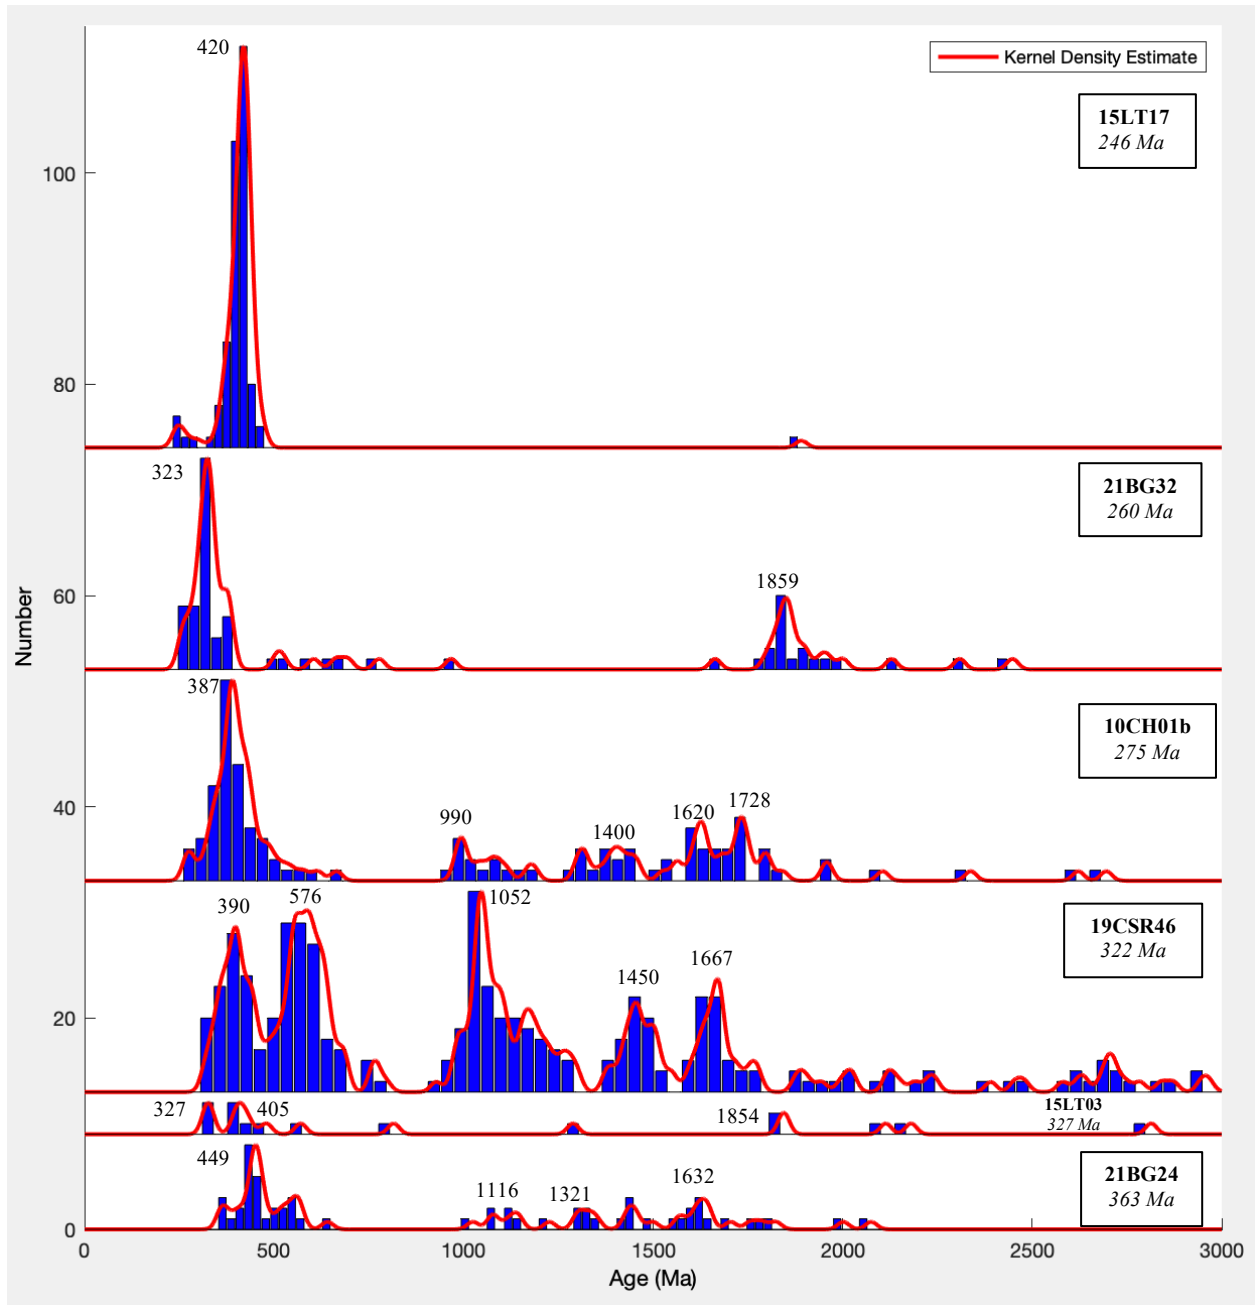 420
Kernel Density Estimate
15LT17
246 Ma
100
80
323
21BG32
260 Ma
1859
60
387
10CH01b
275 Ma
990
1400
1620
1728
40
390
576
1052
1450
1667
19CSR46
322 Ma
20
327
405
1854
15LT03
327 Ma
449
1116
1321
1632
21BG24
363 Ma
0
Number
0 500 1000 1500 2000 2500 3000
Age (Ma)